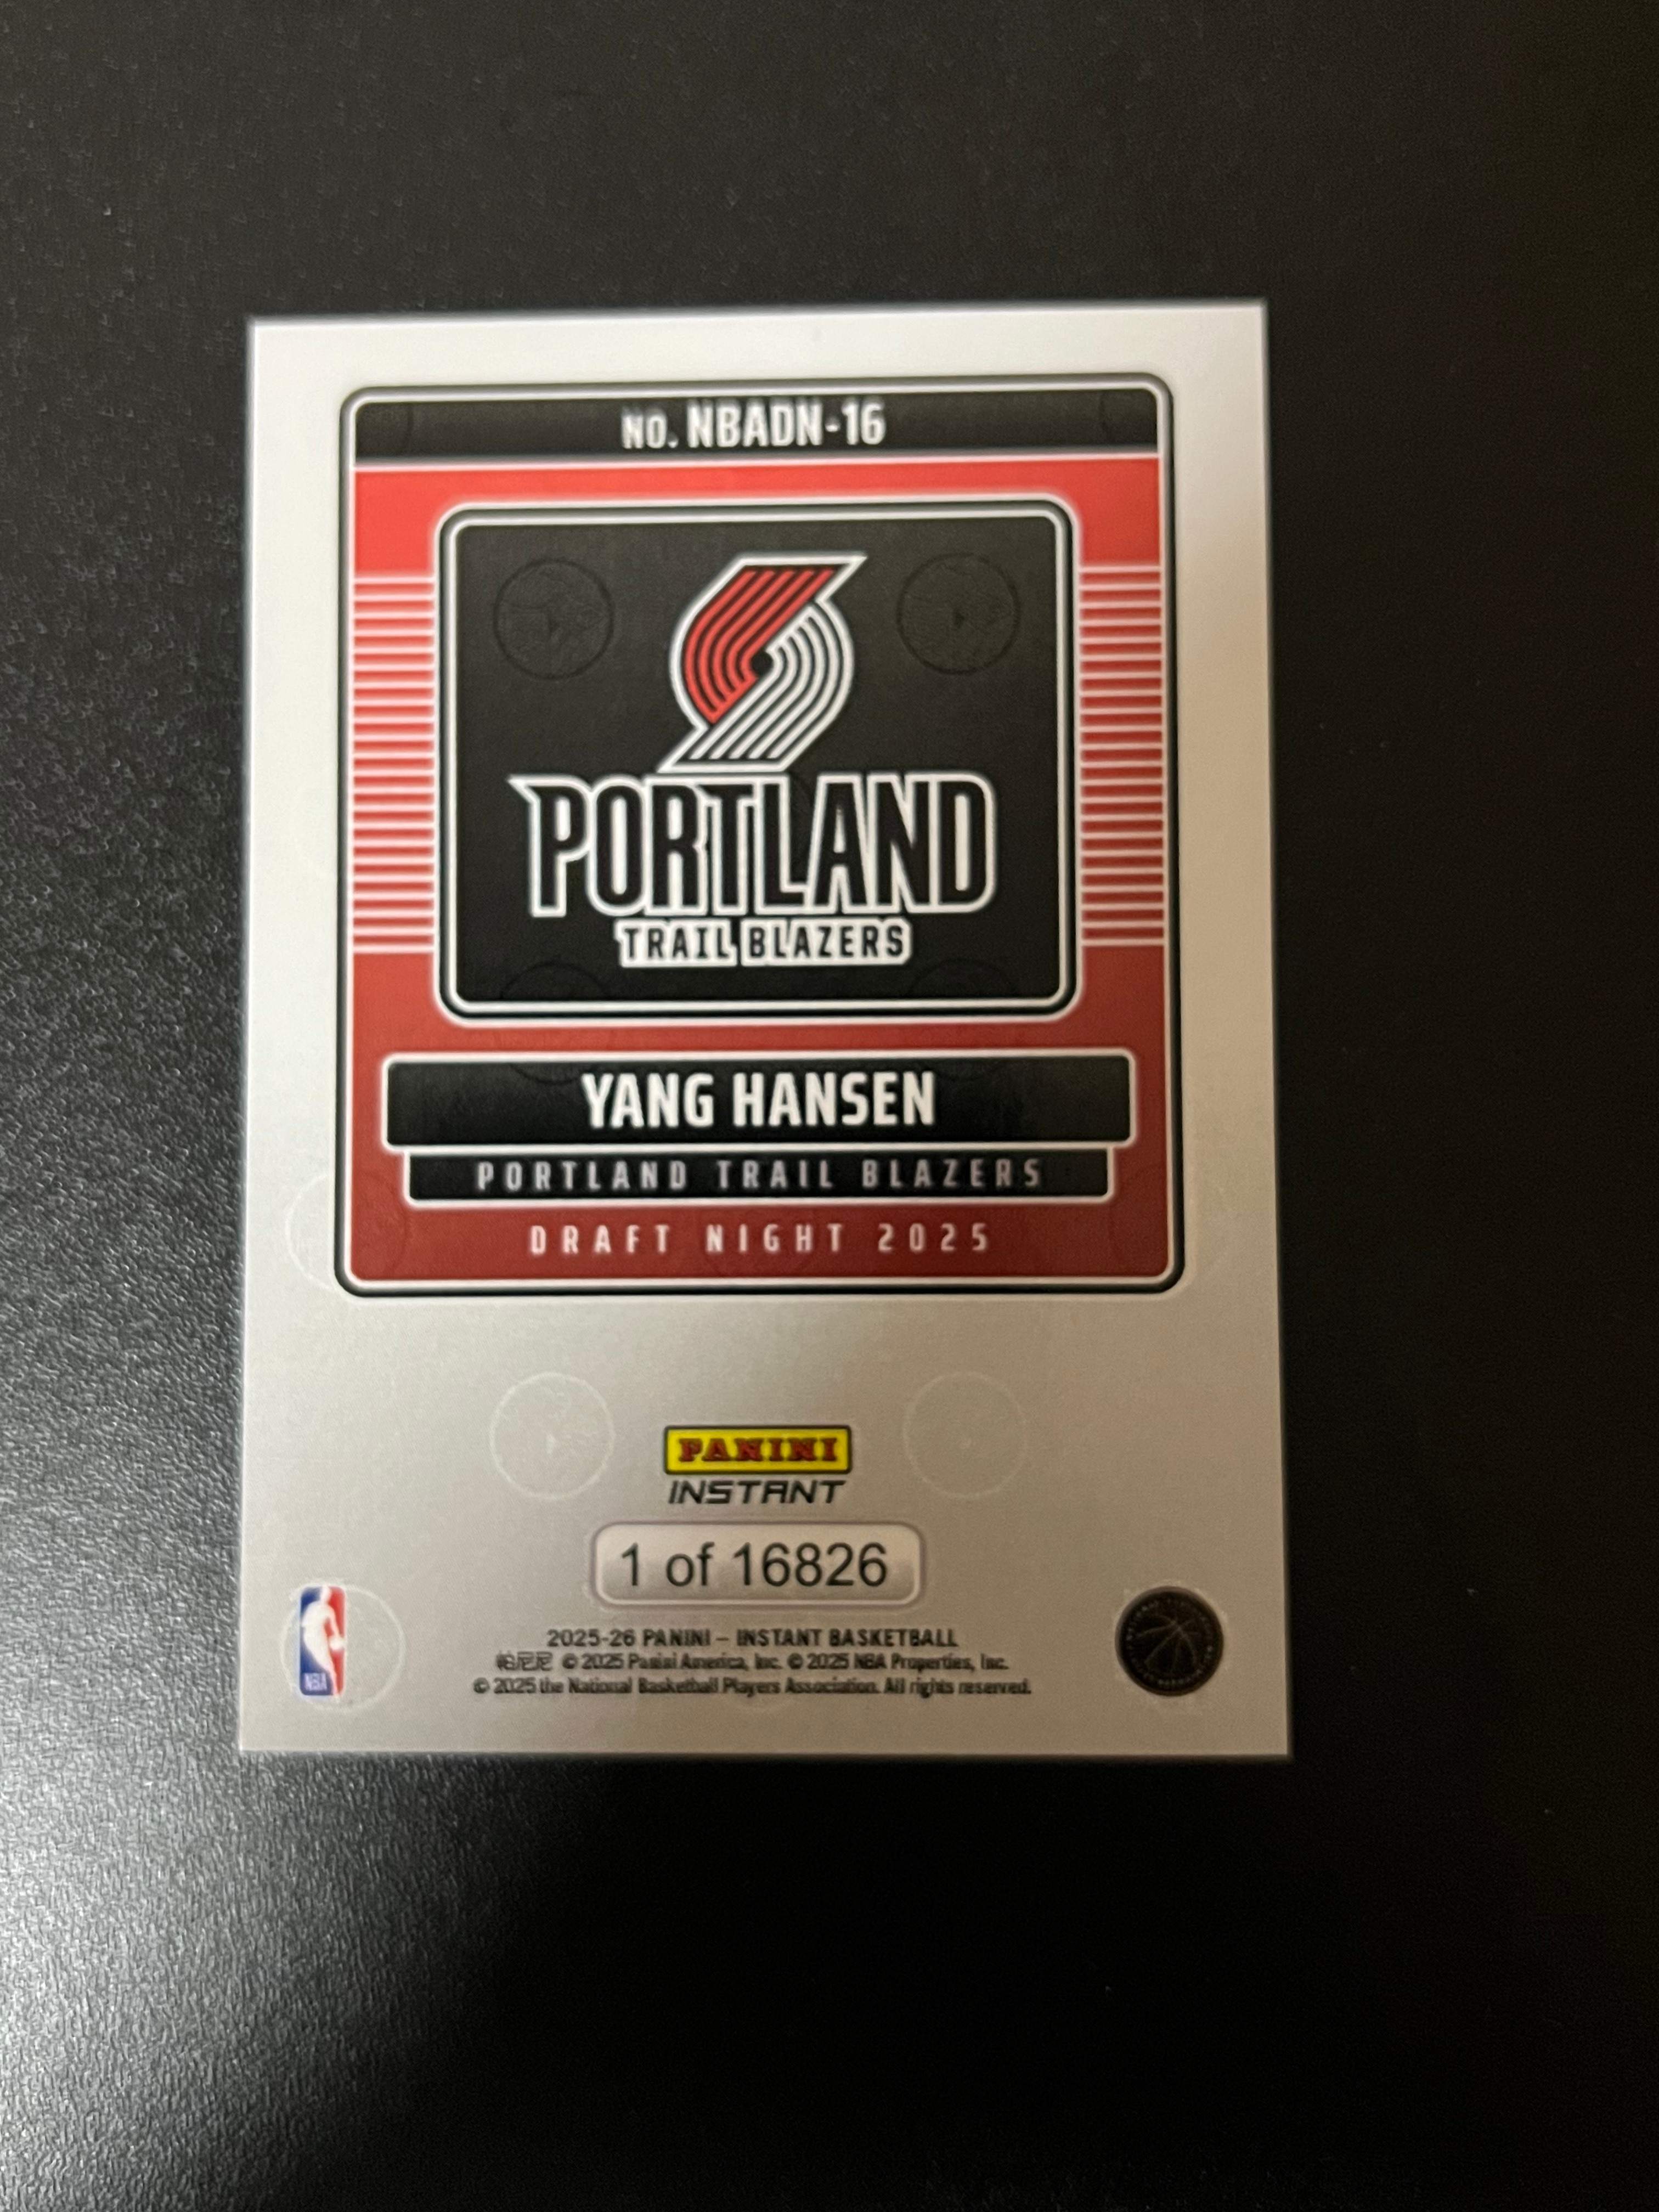 NO. NBADN-16
PORTLAND
TRAIL BLAZERS
YANG HANSEN
PORTLAND TRAIL BLAZERS
DRAFT NIGHT 2025
PANINI
INSTANT
1 of 16826
NBA
2025-26 PANINI – INSTANT BASKETBALL
帕尼尼 © 2025 Panini America, Inc. © 2025 NBA Properties, Inc.
© 2025 the National Basketball Players Association. All rights reserved.